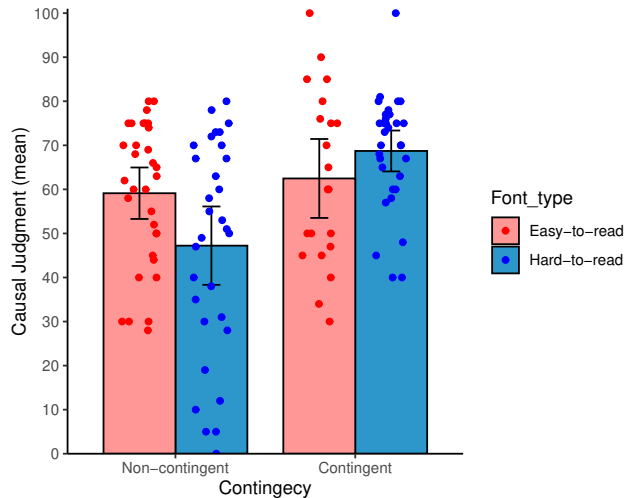 100
90
80
70
60
50
40
30
20
10
0
Causal Judgment (mean)
Non−contingent
Contingent
Contingecy
Font_type
Easy−to−read
Hard−to−read